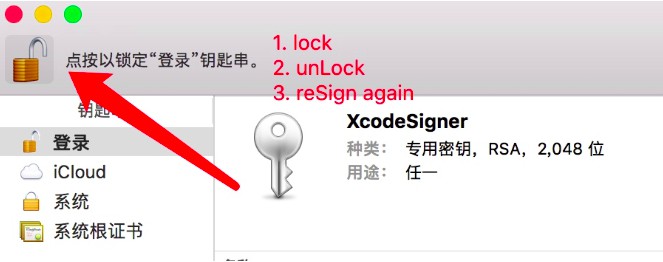 点按以锁定“登录”钥匙串。
1. lock
2. unLock
3. reSign again
钥匙串
登录
iCloud
系统
系统根证书
XcodeSigner
种类: 专用密钥, RSA, 2,048 位
用途: 任一